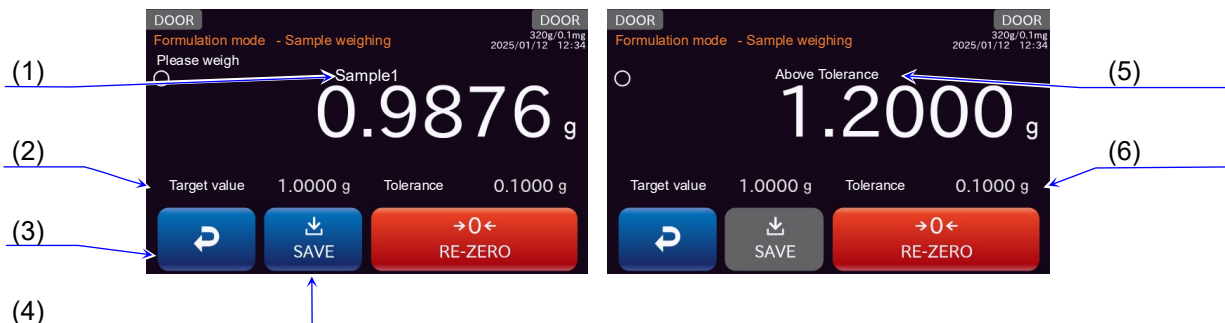 DOOR DOOR
Formulation mode - Sample weighing 320g/0.1mg
2025/01/12 12:34
Please weigh
Sample1
0.9876 g
Target value 1.0000 g Tolerance 0.1000 g
SAVE
→0←
RE-ZERO
DOOR DOOR
Formulation mode - Sample weighing 320g/0.1mg
2025/01/12 12:34
Above Tolerance
1.2000 g
Target value 1.0000 g Tolerance 0.1000 g
SAVE
→0←
RE-ZERO
(1)
(2)
(3)
(4)
(5)
(6)